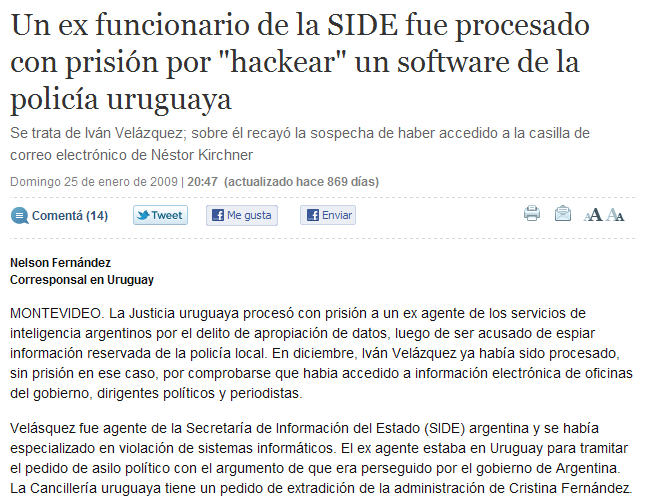 Un ex funcionario de la SIDE fue procesado
con prisión por "hackear" un software de la
policía uruguaya
Se trata de Iván Velázquez; sobre él recayó la sospecha de haber accedido a la casilla de
correo electrónico de Néstor Kirchner
Domingo 25 de enero de 2009 | 20:47 (actualizado hace 869 días)
Comentá (14) Tweet Me gusta Enviar AA AA
Nelson Fernández
Corresponsal en Uruguay
MONTEVIDEO. La Justicia uruguaya procesó con prisión a un ex agente de los servicios de
inteligencia argentinos por el delito de apropiación de datos, luego de ser acusado de espiar
información reservada de la policía local. En diciembre, Iván Velázquez ya había sido procesado,
sin prisión en ese caso, por comprobarse que habia accedido a información electrónica de oficinas
del gobierno, dirigentes políticos y periodistas.
Velásquez fue agente de la Secretaría de Información del Estado (SIDE) argentina y se había
especializado en violación de sistemas informáticos. El ex agente estaba en Uruguay para tramitar
el pedido de asilo político con el argumento de que era perseguido por el gobierno de Argentina.
La Cancillería uruguaya tiene un pedido de extradición de la administración de Cristina Fernández.